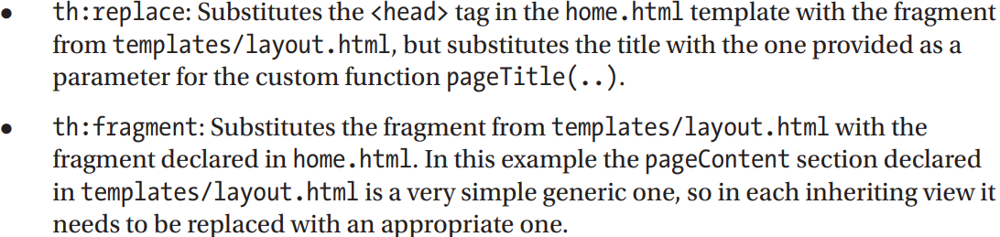 • th:replace: Substitutes the <head> tag in the home.html template with the fragment
from templates/layout.html, but substitutes the title with the one provided as a
parameter for the custom function pageTitle(..).
• th:fragment: Substitutes the fragment from templates/layout.html with the
fragment declared in home.html. In this example the pageContent section declared
in templates/layout.html is a very simple generic one, so in each inheriting view it
needs to be replaced with an appropriate one.